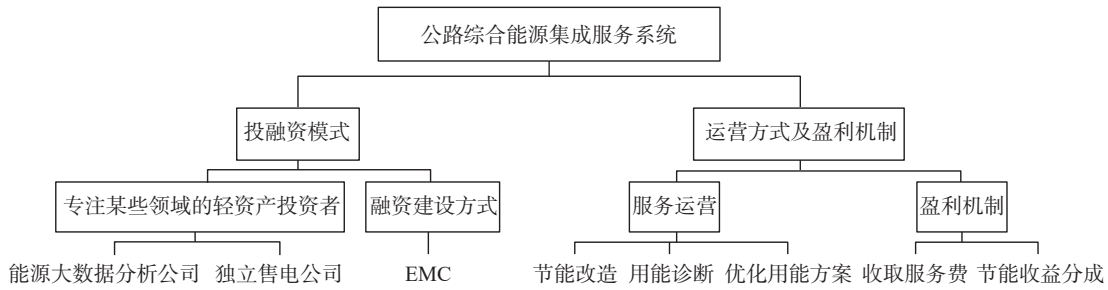 公路综合能源集成服务系统
投融资模式
运营方式及盈利机制
专注某些领域的轻资产投资者
融资建设方式
服务运营
盈利机制
能源大数据分析公司
独立售电公司
EMC
节能改造
用能诊断
优化用能方案
收取服务费
节能收益分成